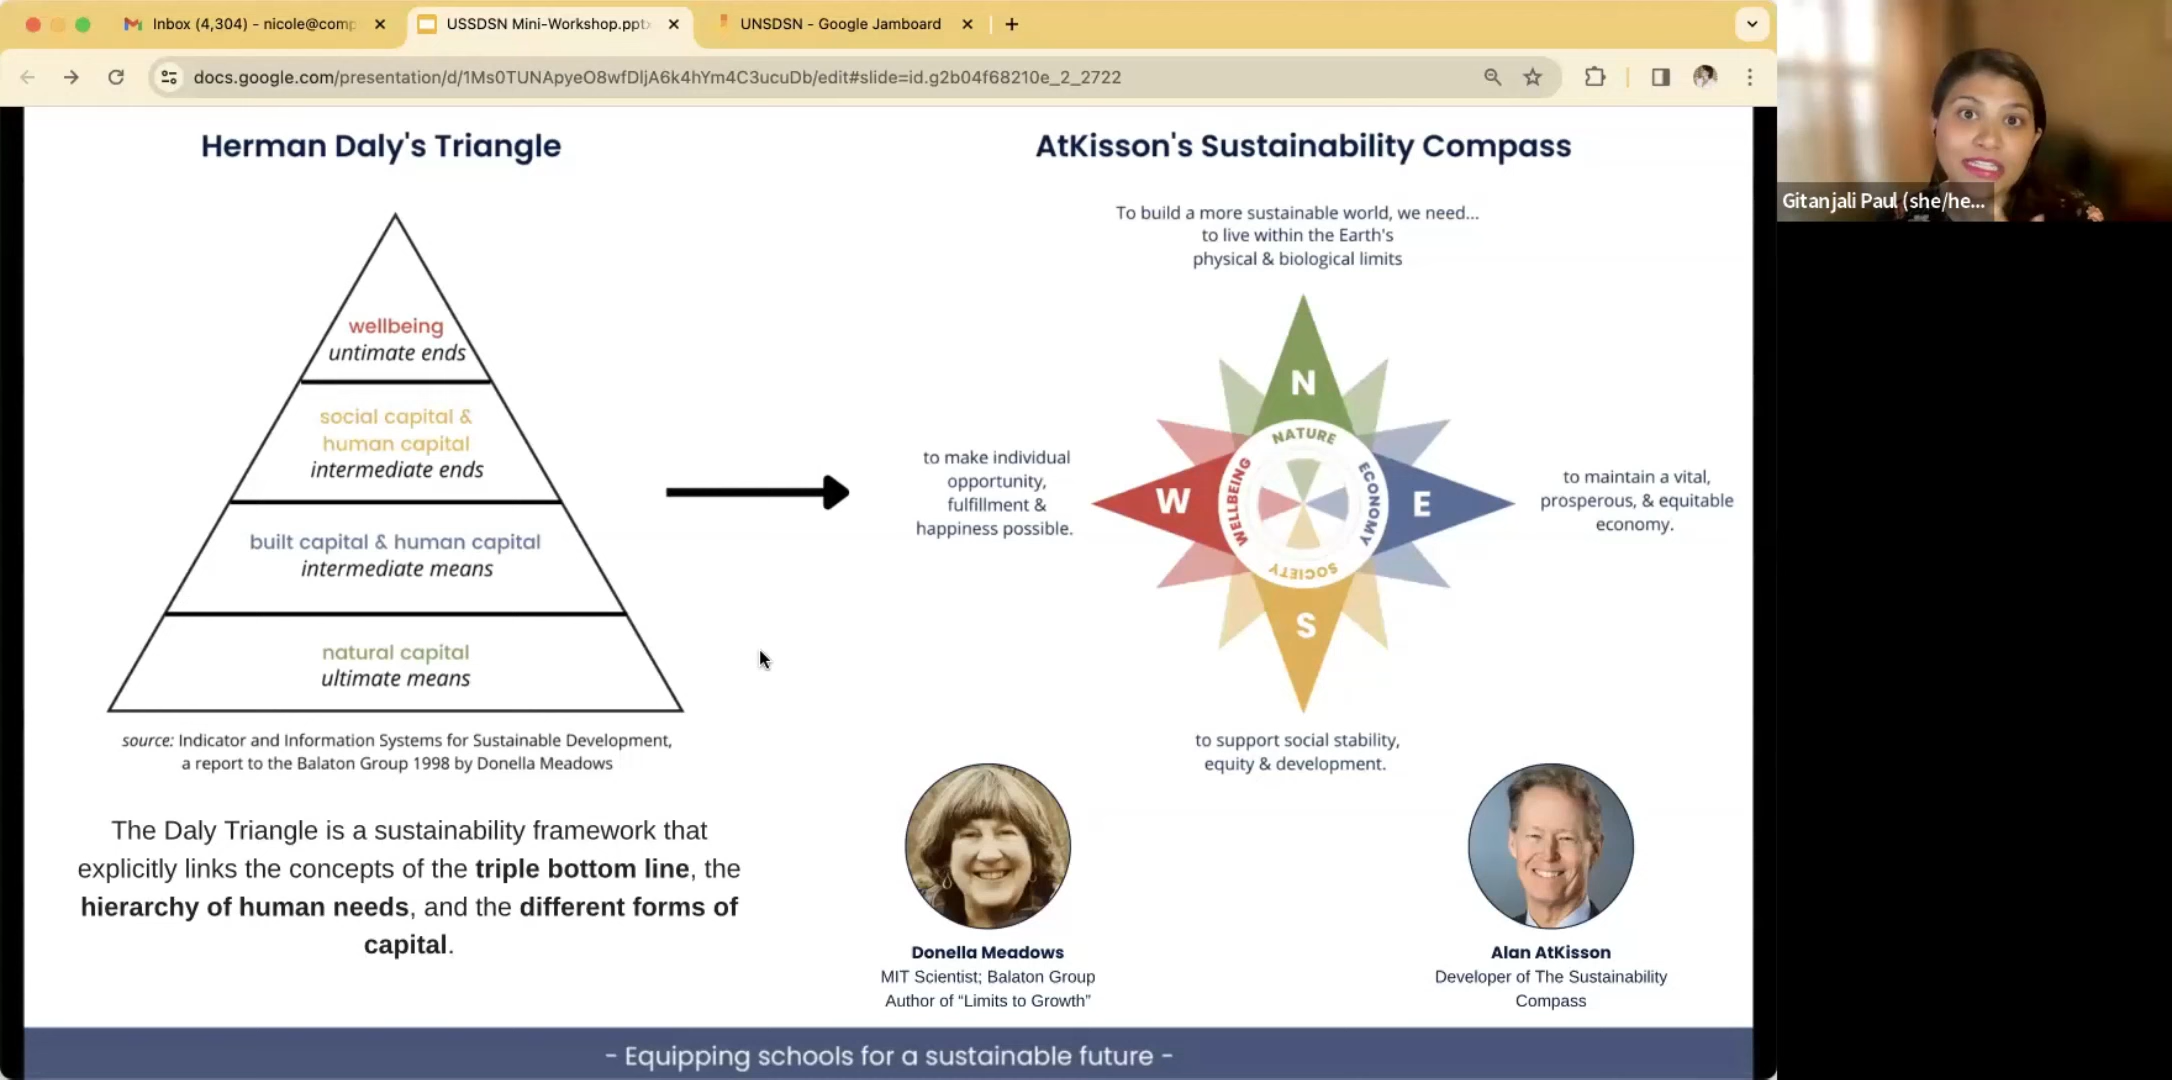 Inbox (4,304) - nicole@comp
USSDSN Mini-Workshop.pptx
UNSDSN - Google Jamboard
docs.google.com/presentation/d/1Ms0TUNApyeO8wfDljA6k4hYm4C3ucuDb/edit#slide=id.g2b04f68210e_2_2722
Herman Daly's Triangle
wellbeing
untimate ends
social capital &
human capital
intermediate ends
built capital & human capital
intermediate means
natural capital
ultimate means
source: Indicator and Information Systems for Sustainable Development,
a report to the Balaton Group 1998 by Donella Meadows
The Daly Triangle is a sustainability framework that
explicitly links the concepts of the triple bottom line, the
hierarchy of human needs, and the different forms of
capital.
AtKisson's Sustainability Compass
To build a more sustainable world, we need...
to live within the Earth's
physical & biological limits
N
NATURE
to make individual
opportunity,
fulfillment &
happiness possible.
W
WELLBEING
ECONOMY
E
to maintain a vital,
prosperous, & equitable
economy.
SOCIETY
S
to support social stability,
equity & development.
Donella Meadows
MIT Scientist; Balaton Group
Author of “Limits to Growth”
Alan AtKisson
Developer of The Sustainability
Compass
- Equipping schools for a sustainable future -
Gitanjali Paul (she/he...